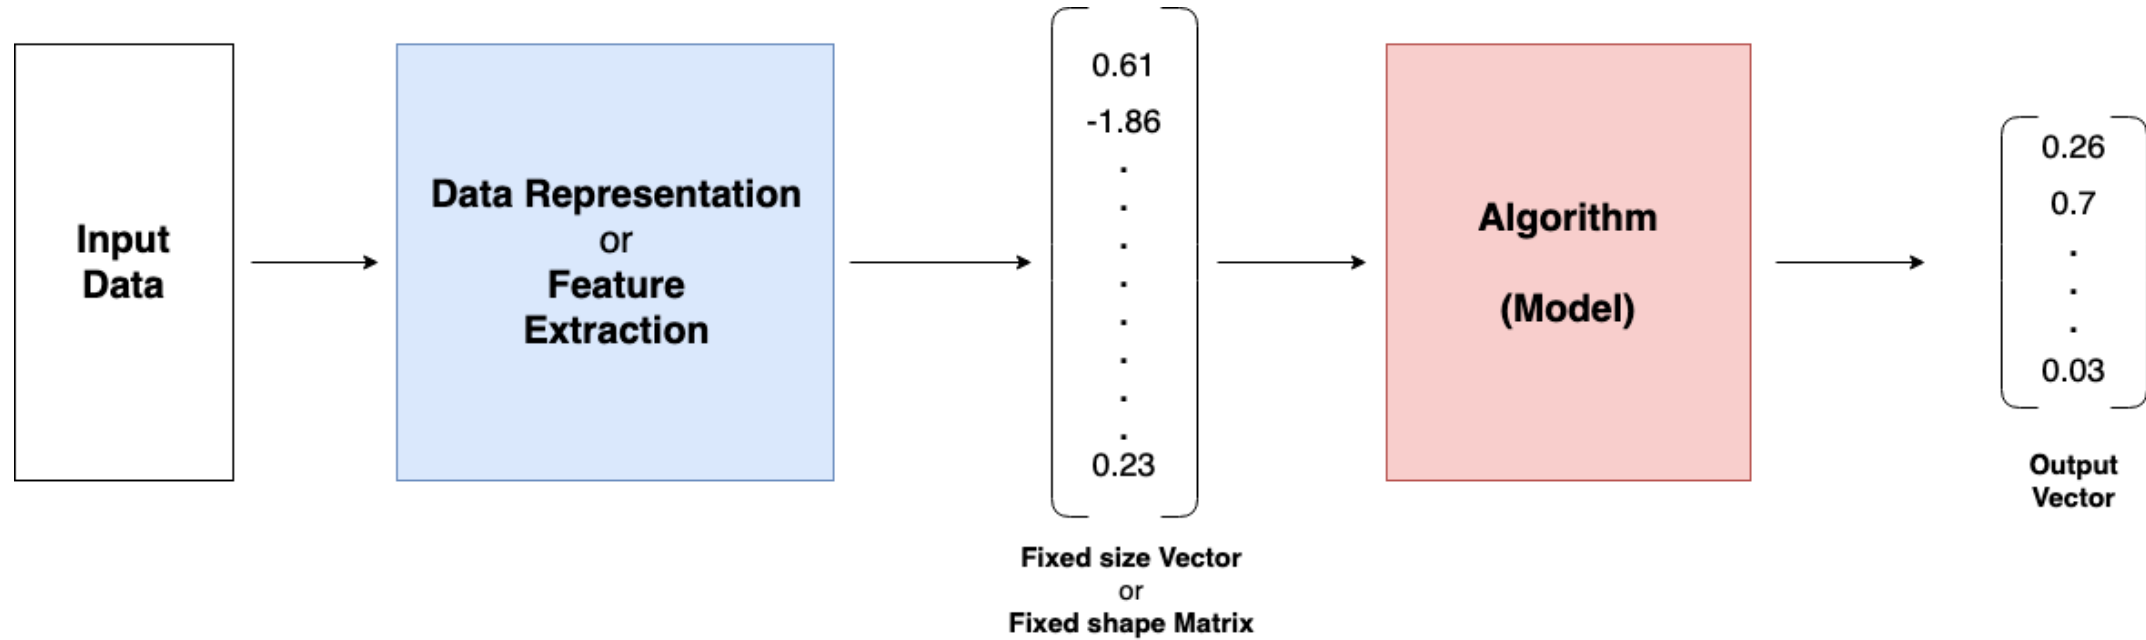 Input
Data
Data Representation
or
Feature
Extraction
0.61
-1.86
.
.
.
.
.
.
.
.
0.23
Fixed size Vector
or
Fixed shape Matrix
Algorithm
(Model)
0.26
0.7
.
.
.
0.03
Output
Vector